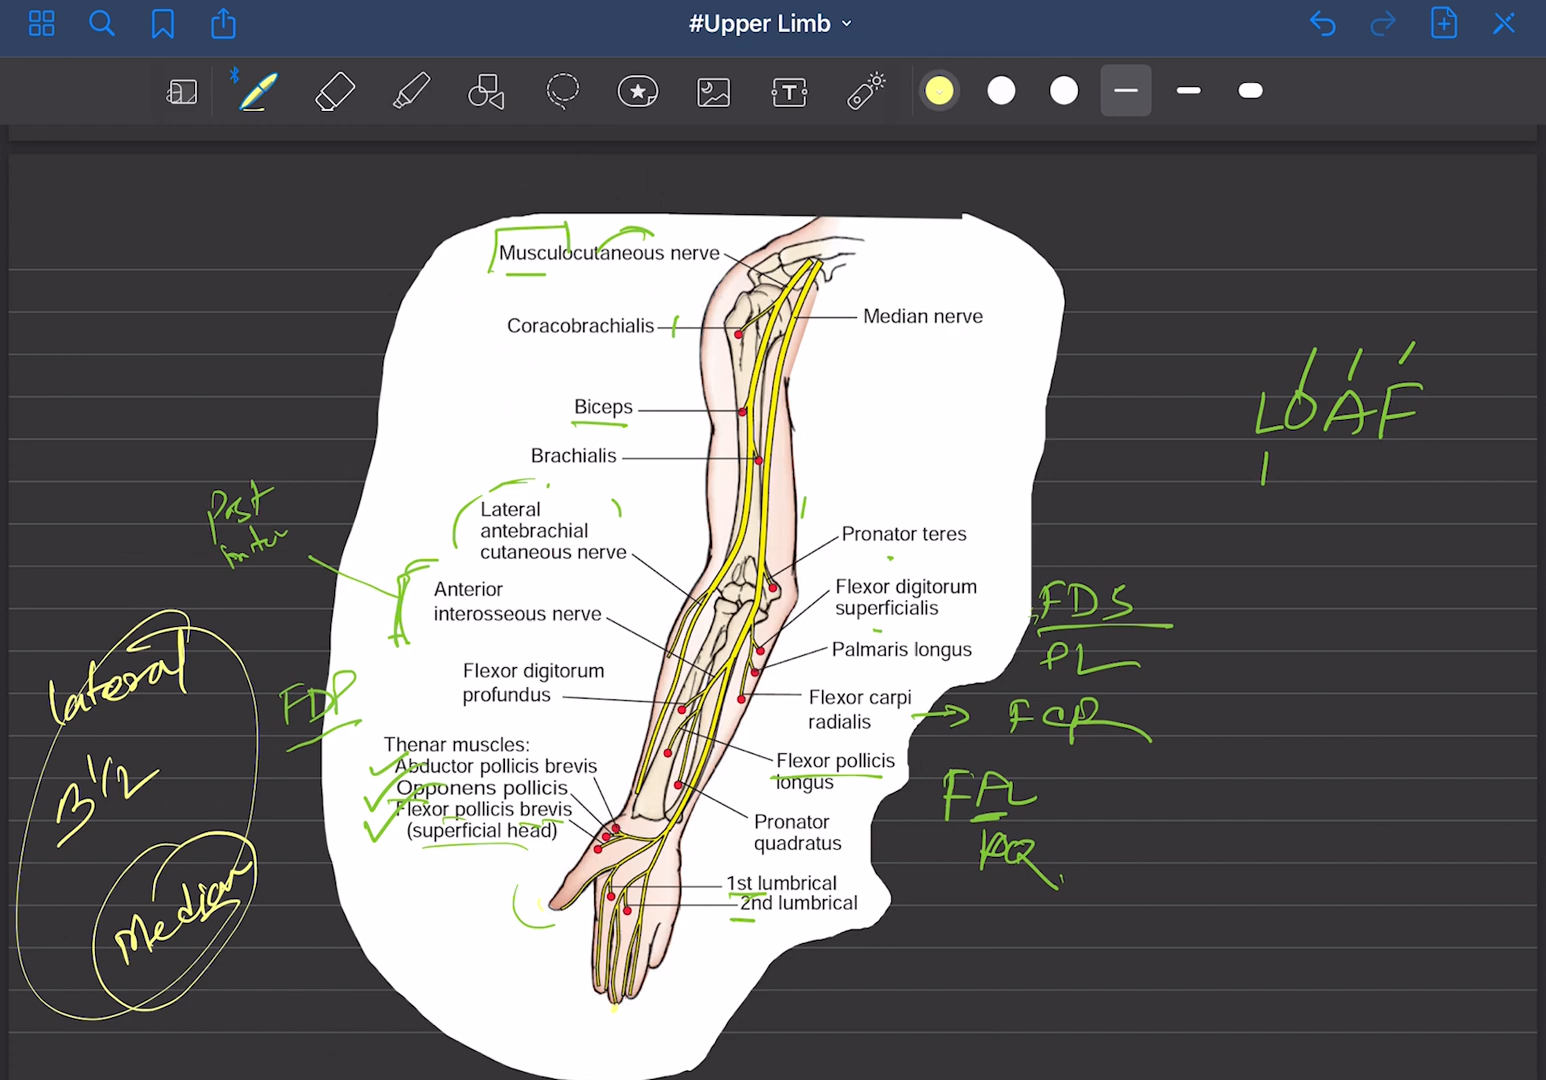 #Upper Limb
T
Musculocutaneous nerve
Median nerve
Coracobrachialis
LOAF
Biceps
Brachialis
Lateral
antebrachial
cutaneous nerve
Post
Pronator teres
Anterior
interosseous nerve
Flexor digitorum
superficialis
FDS
Palmaris longus
PL
lateral
3 1/2
Median
FDP
Flexor digitorum
profundus
Flexor carpi
radialis
FCR
Thenar muscles:
Abductor pollicis brevis
Opponens pollicis
Flexor pollicis brevis
(superficial head)
Flexor pollicis
longus
FPL
PQ
Pronator
quadratus
1st lumbrical
2nd lumbrical